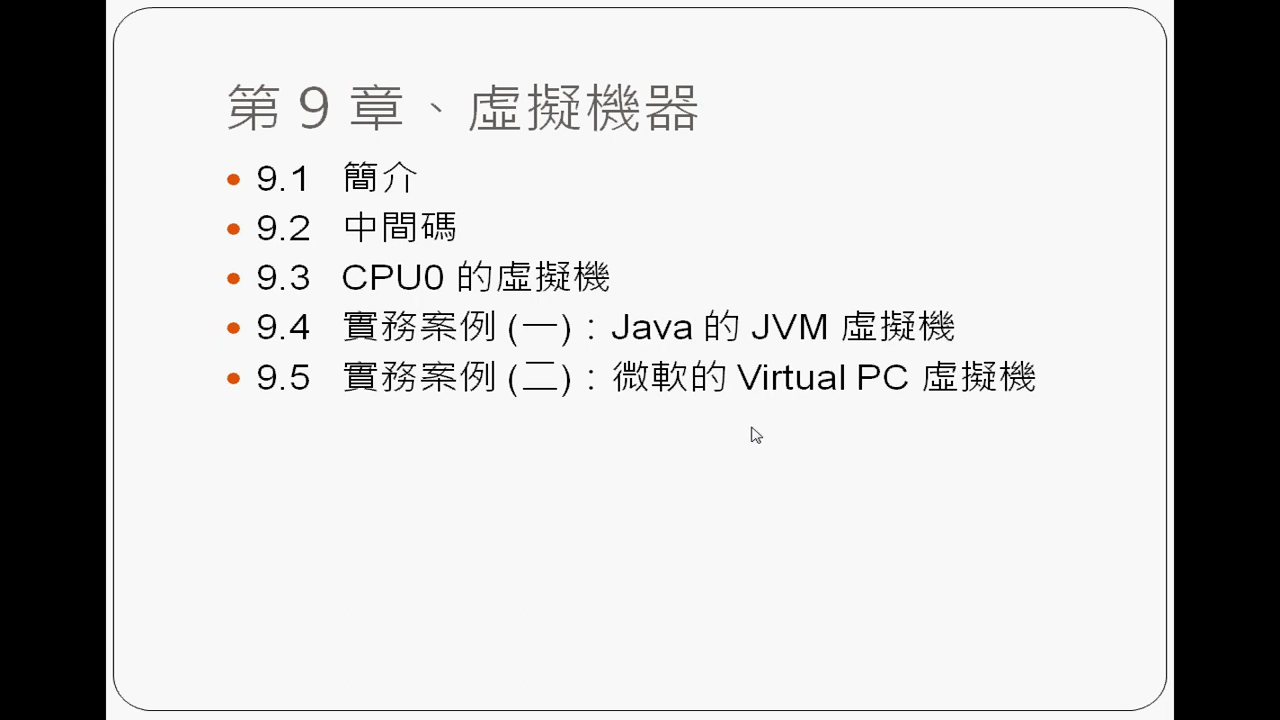 第 9 章、虛擬機器
• 9.1 簡介
• 9.2 中間碼
• 9.3 CPU0 的虛擬機
• 9.4 實務案例 (一)：Java 的 JVM 虛擬機
• 9.5 實務案例 (二)：微軟的 Virtual PC 虛擬機